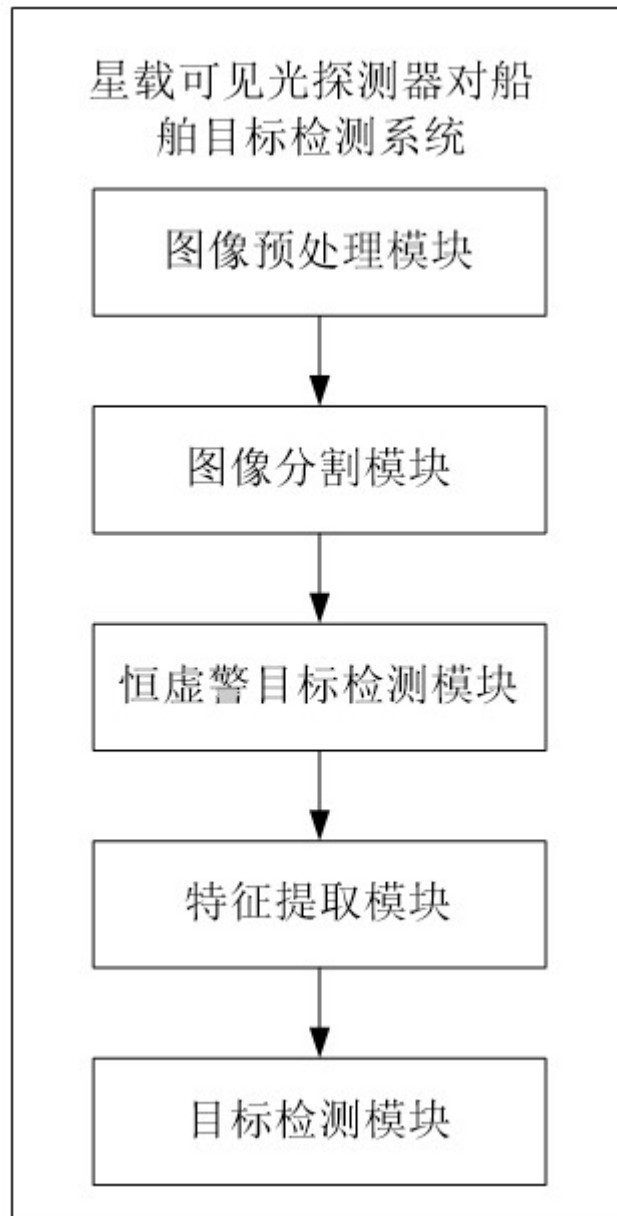 星载可见光探测器对船
舶目标检测系统
图像预处理模块
图像分割模块
恒虚警目标检测模块
特征提取模块
目标检测模块